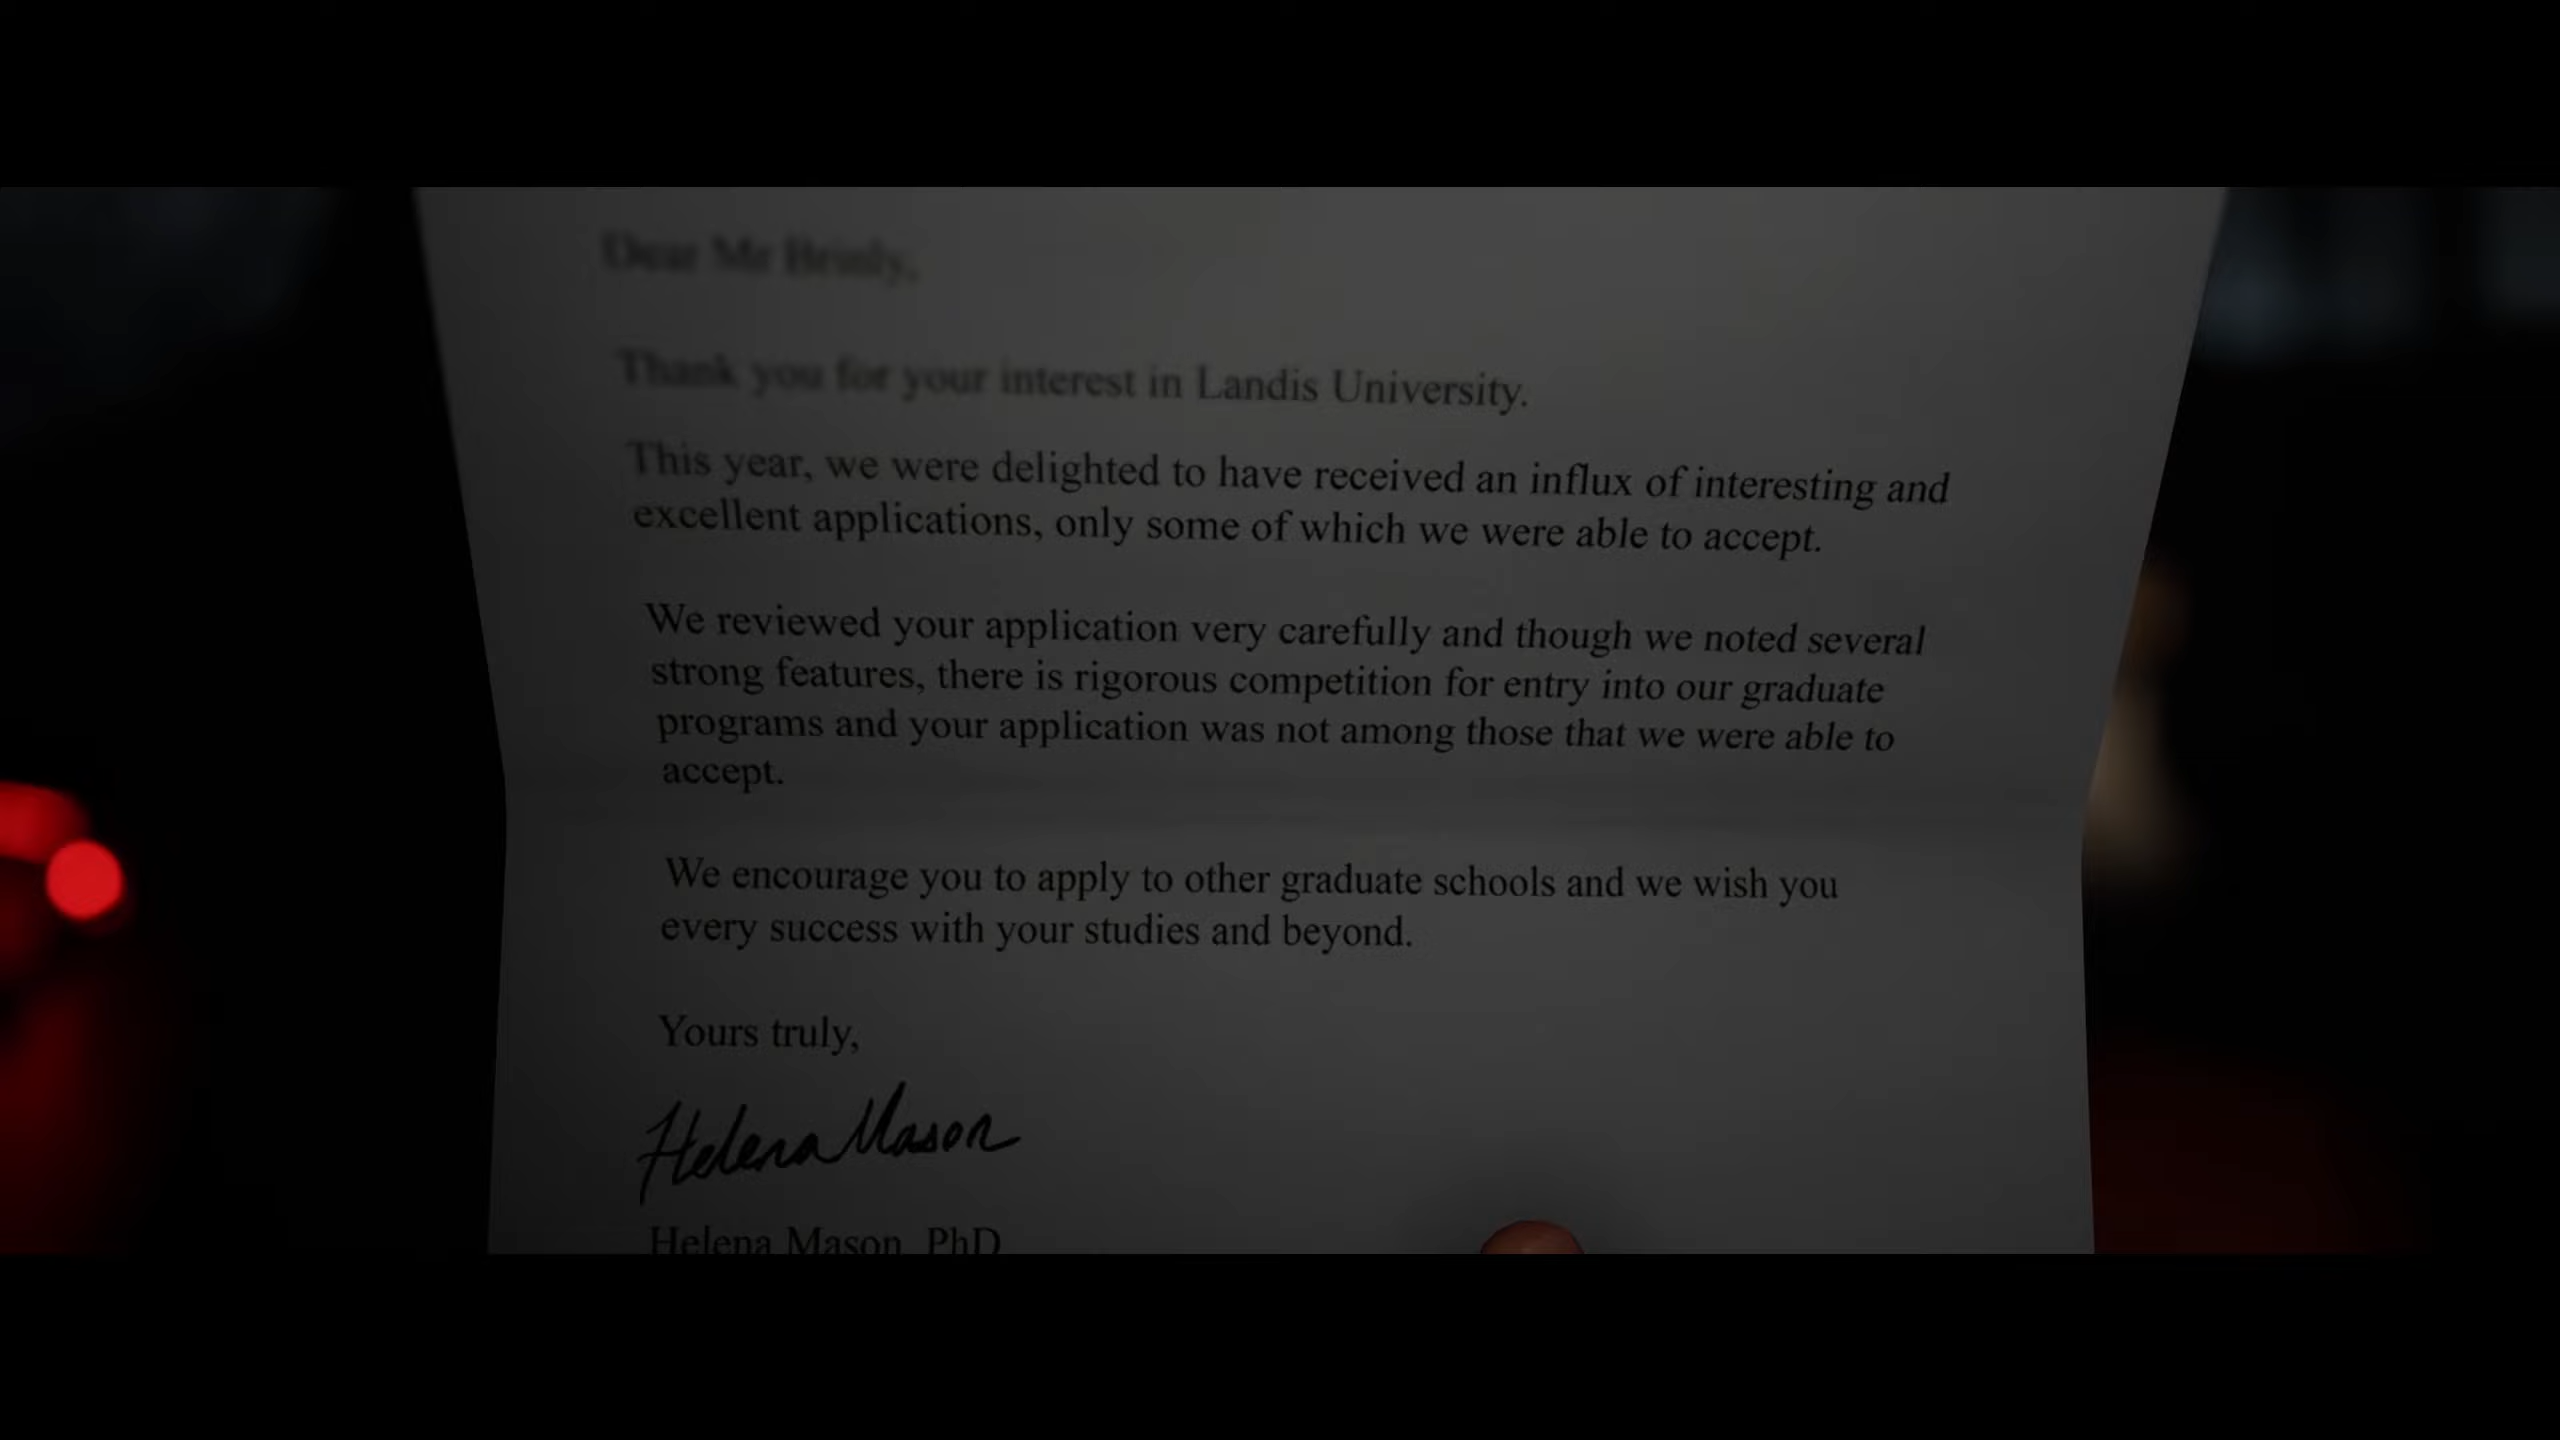 Dear Mr Brinly,
Thank you for your interest in Landis University.
This year, we were delighted to have received an influx of interesting and
excellent applications, only some of which we were able to accept.
We reviewed your application very carefully and though we noted several
strong features, there is rigorous competition for entry into our graduate
programs and your application was not among those that we were able to
accept.
We encourage you to apply to other graduate schools and we wish you
every success with your studies and beyond.
Yours truly,
Helena Mason
Helena Mason, PhD